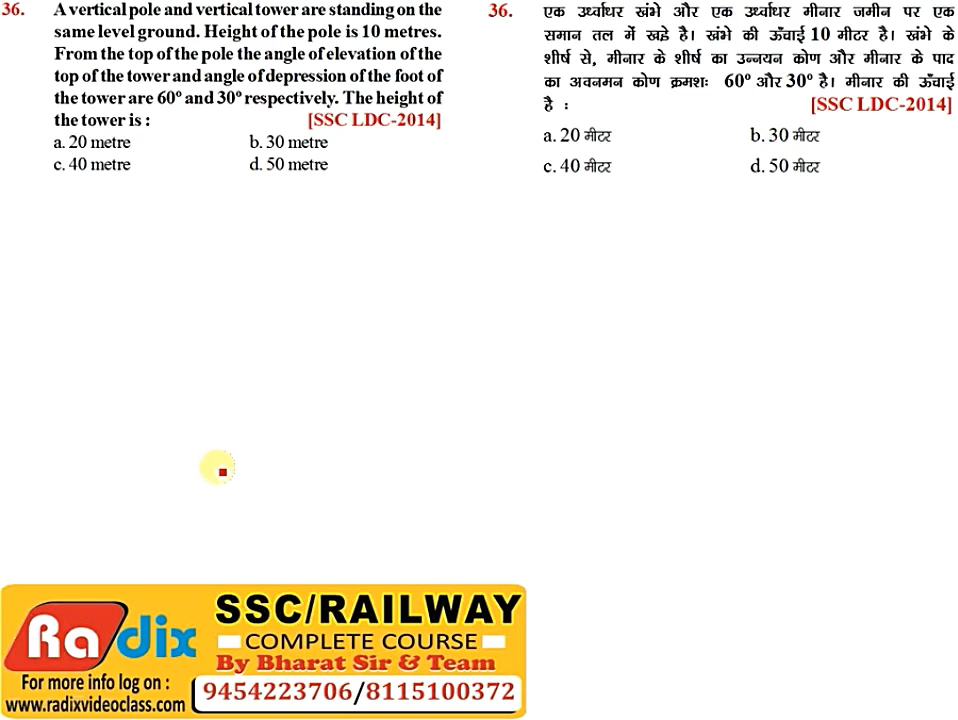 36. A vertical pole and vertical tower are standing on the
same level ground. Height of the pole is 10 metres.
From the top of the pole the angle of elevation of the
top of the tower and angle of depression of the foot of
the tower are 60° and 30° respectively. The height of
the tower is : [SSC LDC-2014]
a. 20 metre b. 30 metre
c. 40 metre d. 50 metre
36. एक उर्ध्वाधर खंभे और एक उर्ध्वाधर मीनार जमीन पर एक
समान तल में खड़े है। खंभे की ऊँचाई 10 मीटर है। खंभे के
शीर्ष से, मीनार के शीर्ष का उन्नयन कोण और मीनार के पाद
का अवनमन कोण क्रमशः 60° और 30° है। मीनार की ऊँचाई
है : [SSC LDC-2014]
a. 20 मीटर b. 30 मीटर
c. 40 मीटर d. 50 मीटर
Radix
For more info log on :
www.radixvideoclass.com
SSC/RAILWAY
COMPLETE COURSE
By Bharat Sir & Team
9454223706/8115100372